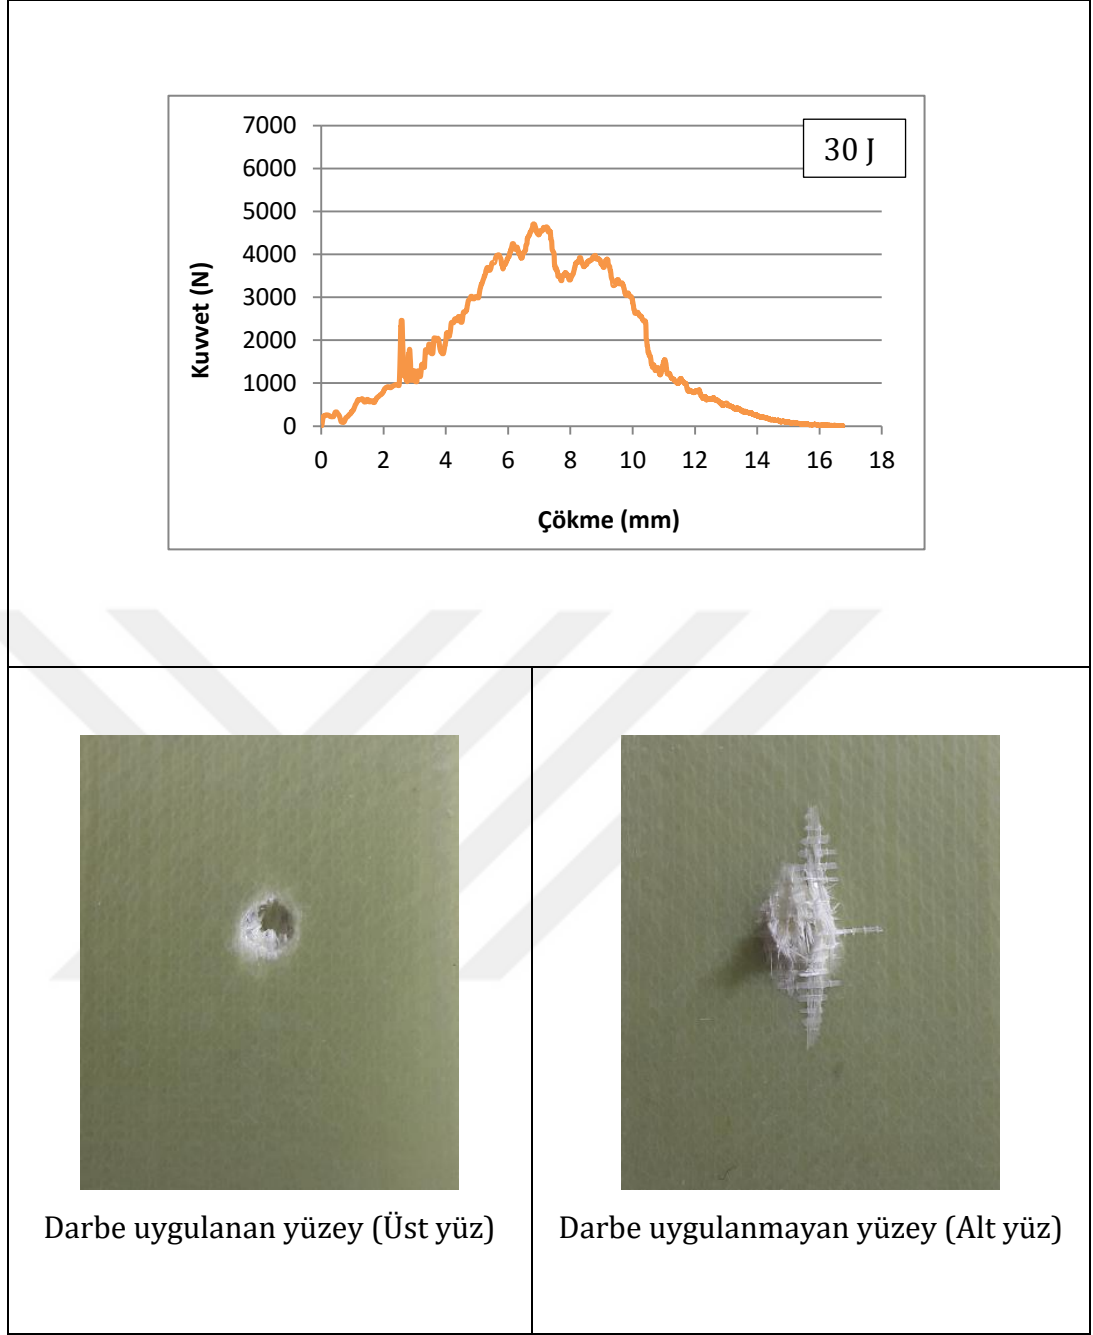 7000
6000
5000
4000
3000
2000
1000
0
30 J
Kuvvet (N)
0 2 4 6 8 10 12 14 16 18
Çökme (mm)
Darbe uygulanan yüzey (Üst yüz)
Darbe uygulanmayan yüzey (Alt yüz)